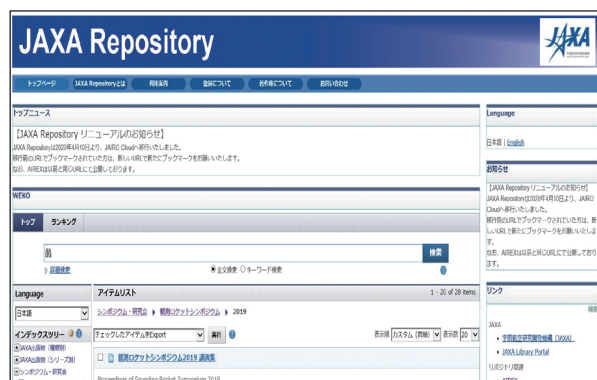 JAXA Repository
JAXA
トップページ
JAXA Repositoryとは
利用案内
登録について
著作権について
お問い合わせ
トップニュース
【JAXA Repository リニューアルのお知らせ】
JAXA Repositoryは2020年4月10日より、JAIRO Cloudへ移行いたしました。
移行前のURLでブックマークされていた方は、新しいURLで新たにブックマークをお願いいたします。
なお、AIREXは以前と同じURLにて公開しております。
WEKO
トップ
ランキング
検索
詳細検索
全文検索
キーワード検索
Language
日本語
インデックスツリー
JAXA出版物（種類別）
JAXA出版物（シリーズ別）
シンポジウム・研究会
アイテムリスト
1 - 20 of 28 items
シンポジウム・研究会
観測ロケットシンポジウム
2019
チェックしたアイテムをExport
実行
表示順
カスタム（昇順）
表示数
20
観測ロケットシンポジウム2019 講演集
Proceedings of Sounding Rocket Symposium 2019
Language
日本語 | English
お知らせ
【JAXA Repository リニューアルのお知らせ】
JAXA Repositoryは2020年4月10日より、JAIRO
Cloudへ移行いたしました。
移行前のURLでブックマークされていた方は、新
しいURLで新たにブックマークをお願いいたしま
す。
なお、AIREXは以前と同じURLにて公開しており
ます。
リンク
JAXA
宇宙航空研究開発機構（JAXA）
JAXA Library Portal
リポジトリ関連
AIREX